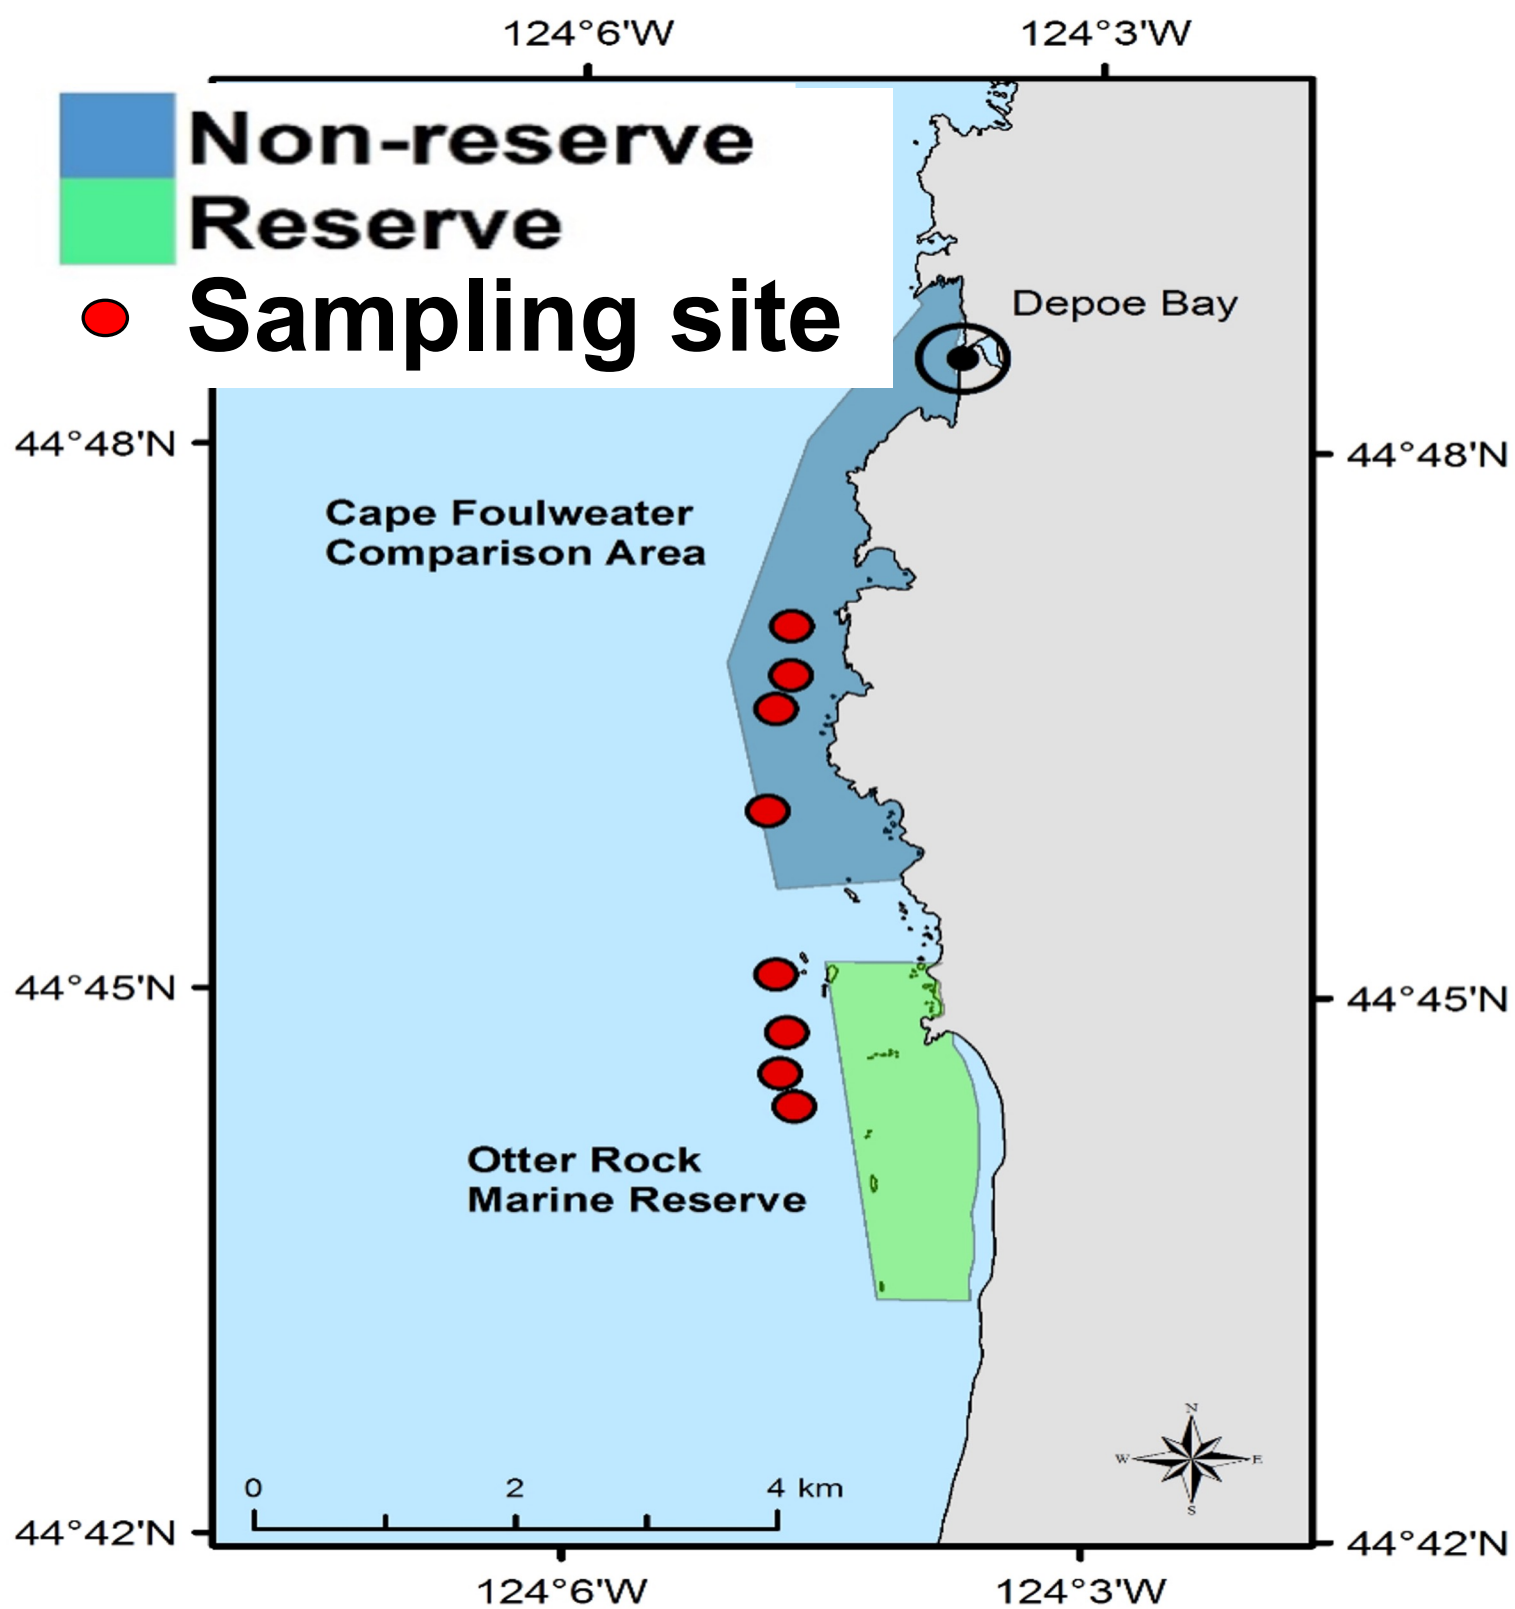 124°6'W 124°3'W
Non-reserve
Reserve
Sampling site
Depoe Bay
44°48'N 44°48'N
Cape Foulweater
Comparison Area
44°45'N 44°45'N
Otter Rock
Marine Reserve
N
W E
S
0 2 4 km
44°42'N 44°42'N
124°6'W 124°3'W